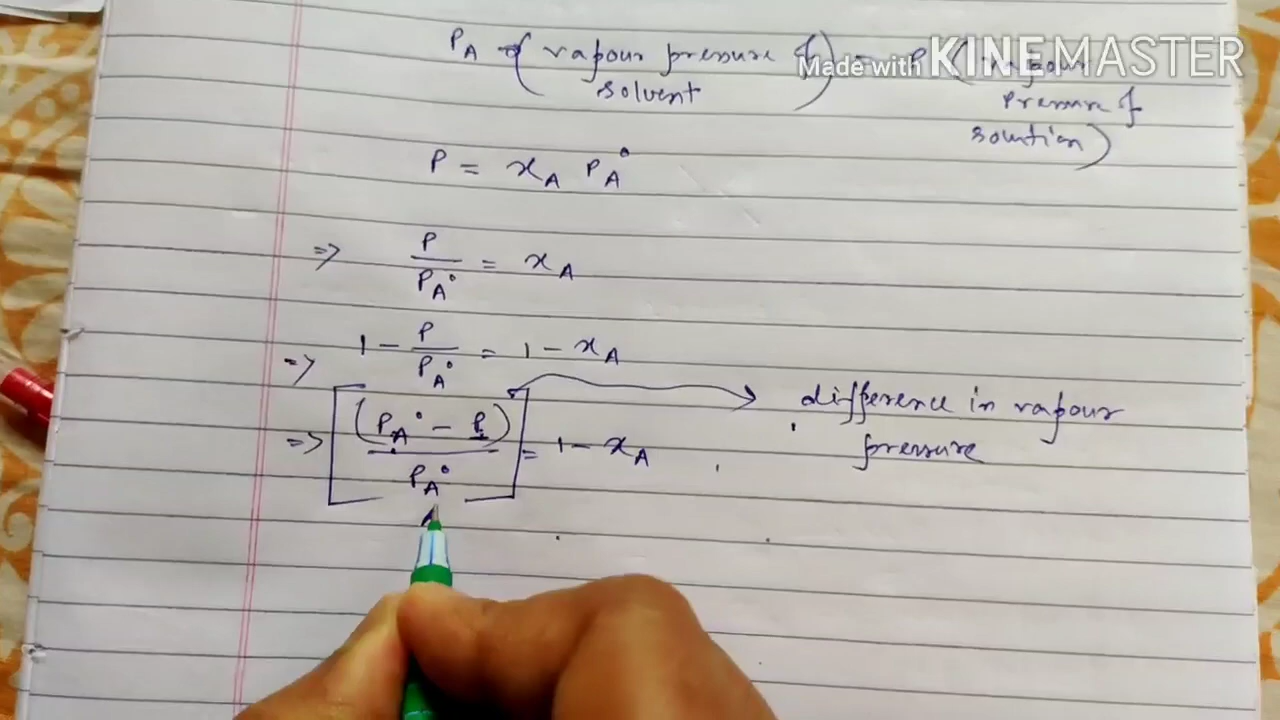 PA (vapour pressure of
Made with KINEMASTER
solvent
pressure of
solution)
P = xA PA°
=> P/PA° = xA
=> 1 - P/PA° = 1 - xA
=> [(PA° - P)/PA°] = 1 - xA
difference in vapour
pressure